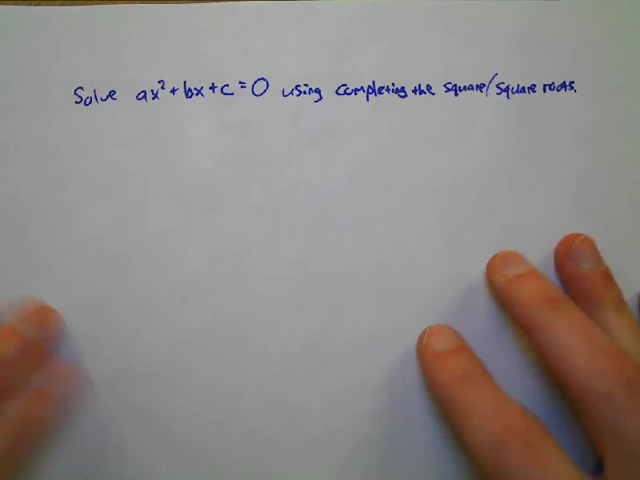 Solve ax² + bx + c = 0 using completing the square/square roots.